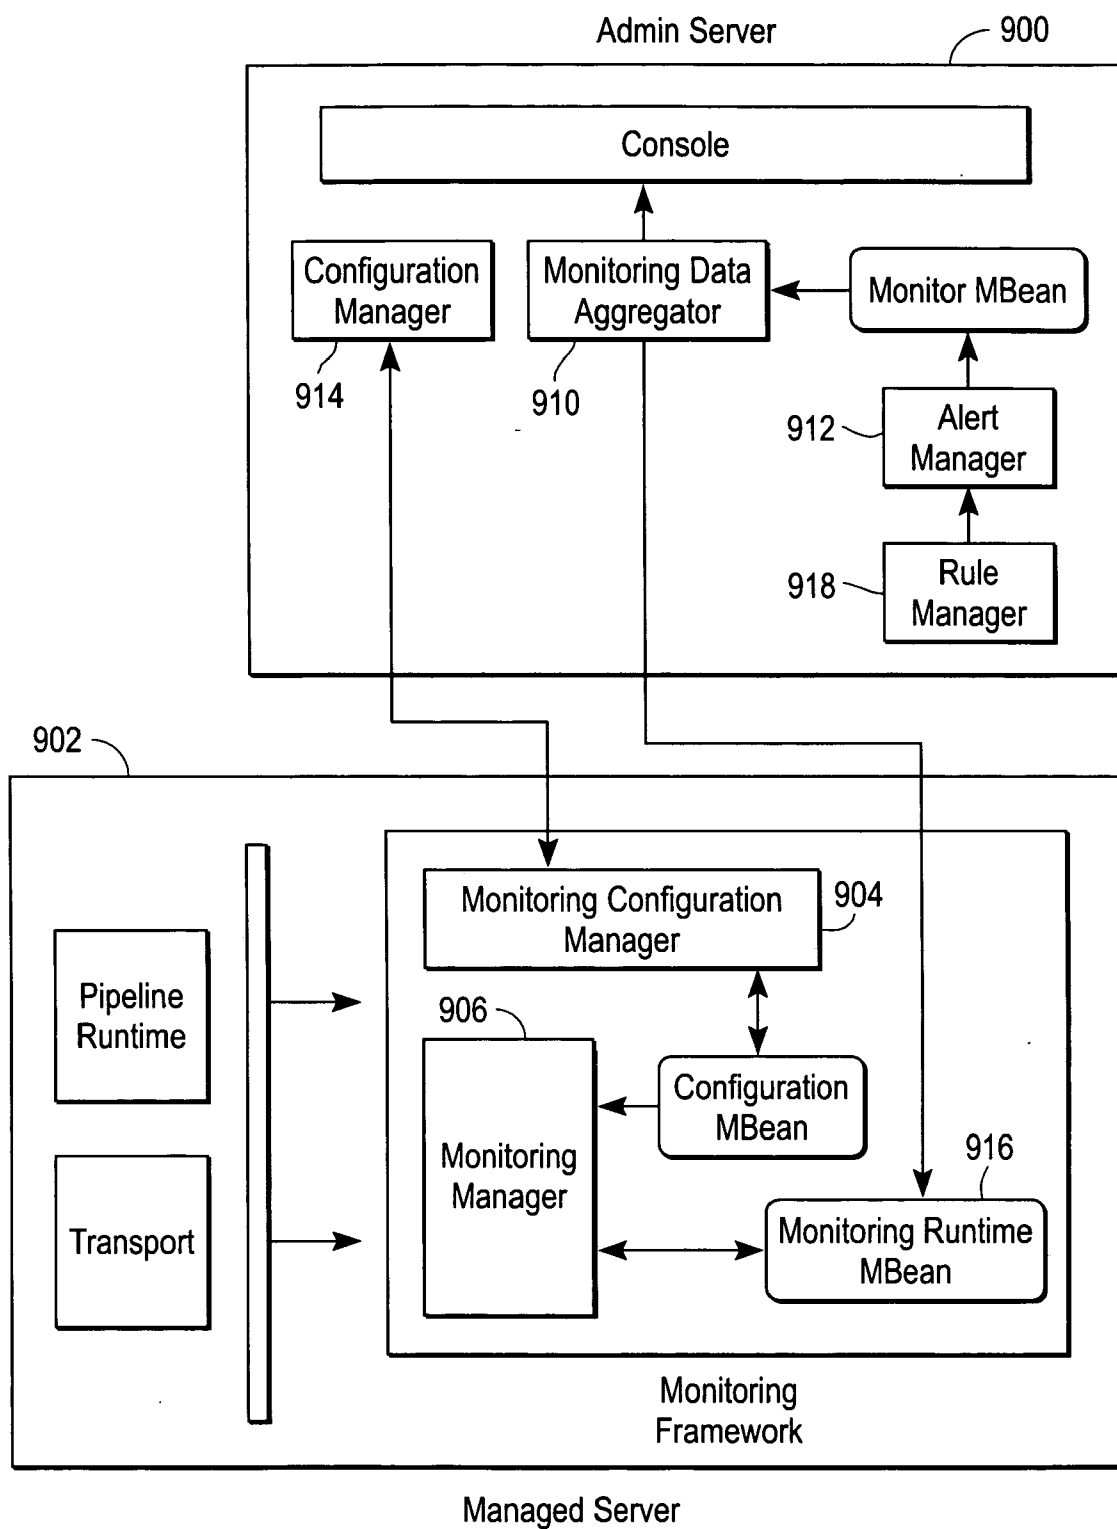 Admin Server
900
Console
Configuration
Manager
914
Monitoring Data
Aggregator
910
Monitor MBean
912
Alert
Manager
918
Rule
Manager
902
Monitoring Configuration
Manager
904
Pipeline
Runtime
906
Configuration
MBean
Monitoring
Manager
916
Transport
Monitoring Runtime
MBean
Monitoring
Framework
Managed Server